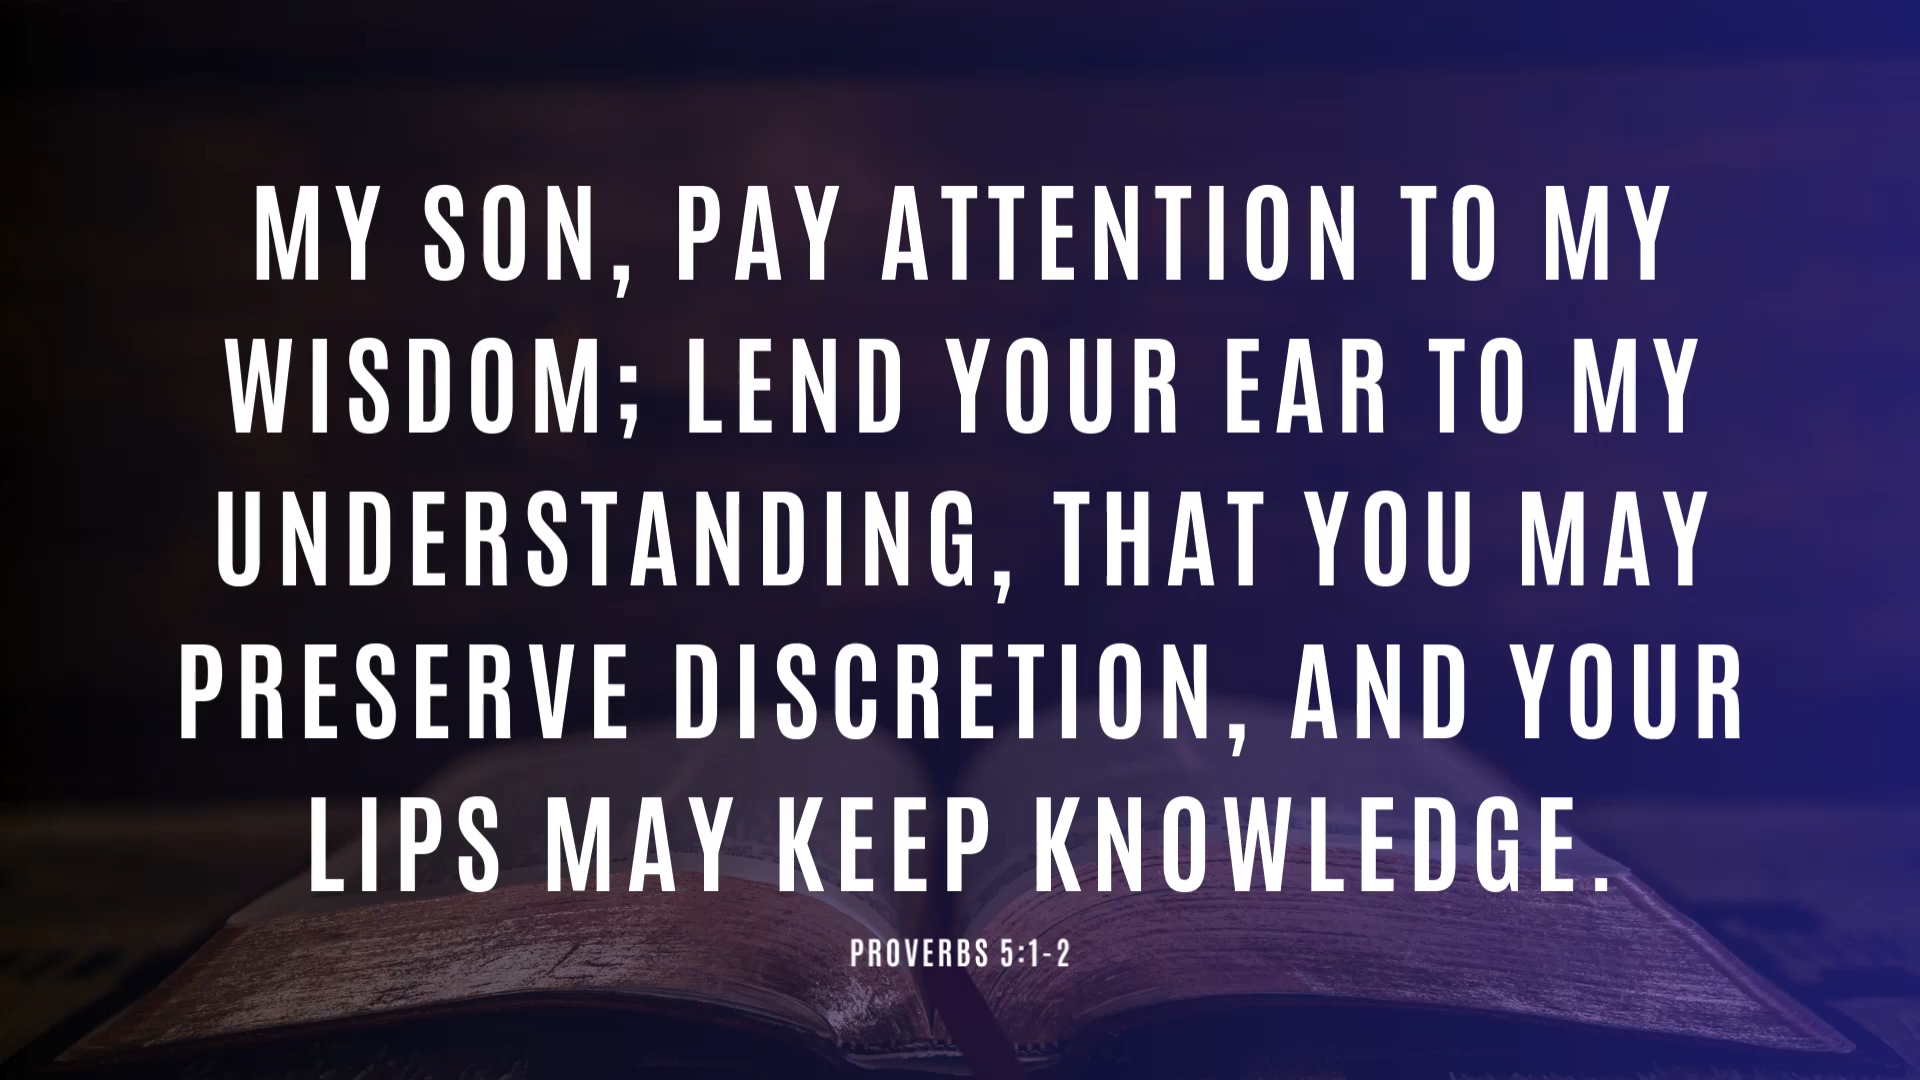 MY SON, PAY ATTENTION TO MY
WISDOM; LEND YOUR EAR TO MY
UNDERSTANDING, THAT YOU MAY
PRESERVE DISCRETION, AND YOUR
LIPS MAY KEEP KNOWLEDGE.
PROVERBS 5:1-2